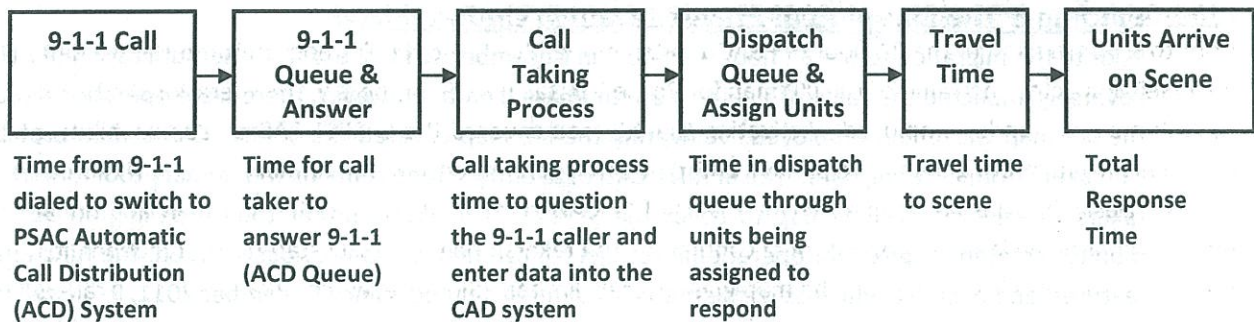 9-1-1 Call
9-1-1
Queue &
Answer
Call
Taking
Process
Dispatch
Queue &
Assign Units
Travel
Time
Units Arrive
on Scene
Time from 9-1-1
dialed to switch to
PSAC Automatic
Call Distribution
(ACD) System
Time for call
taker to
answer 9-1-1
(ACD Queue)
Call taking process
time to question
the 9-1-1 caller and
enter data into the
CAD system
Time in dispatch
queue through
units being
assigned to
respond
Travel time
to scene
Total
Response
Time